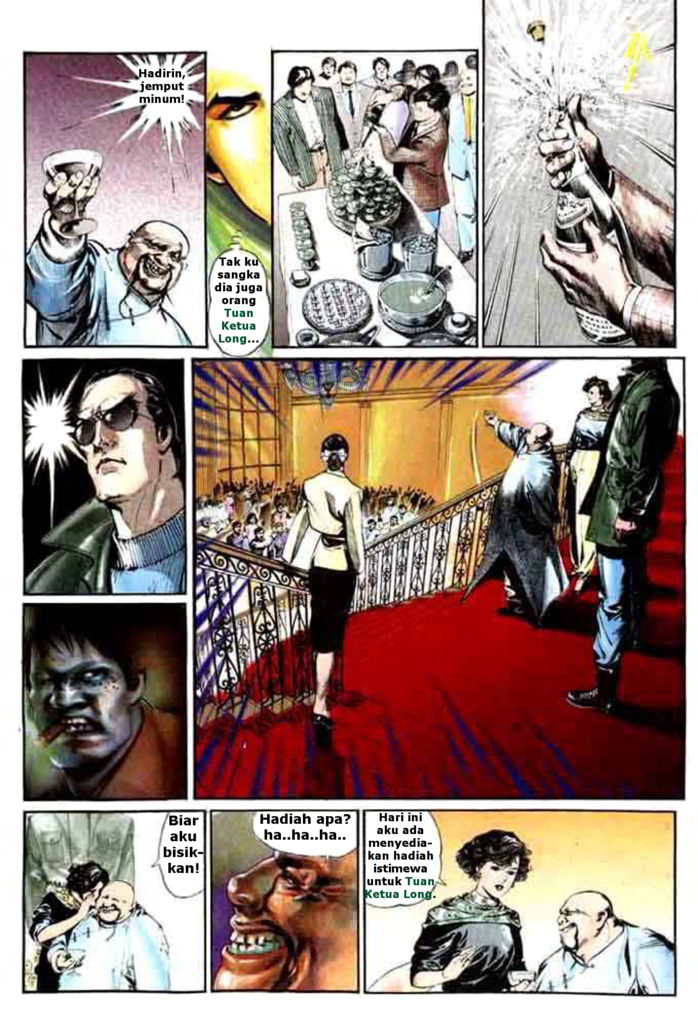 Tak ku
sangka
dia juga
orang
Tuan
Ketua
Long...
Hadirin,
jemput
minum!
Hari ini
aku ada
menyedia-
kan hadiah
istimewa
untuk Tuan
Ketua Long.
Hadiah apa?
ha..ha..ha..
Biar
aku
bisik-
kan!